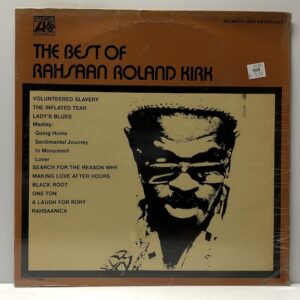 ATLANTIC
ATLANTIC JAZZ ANTHOLOGY
THE BEST OF
RAHSAAN ROLAND KIRK
VOLUNTEERED SLAVERY
THE INFLATED TEAR
LADY'S BLUES
Medley:
Going Home
Sentimental Journey
In Monument
Lover
SEARCH FOR THE REASON WHY
MAKING LOVE AFTER HOURS
BLACK ROOT
ONE TON
A LAUGH FOR RORY
RAHSAANICA